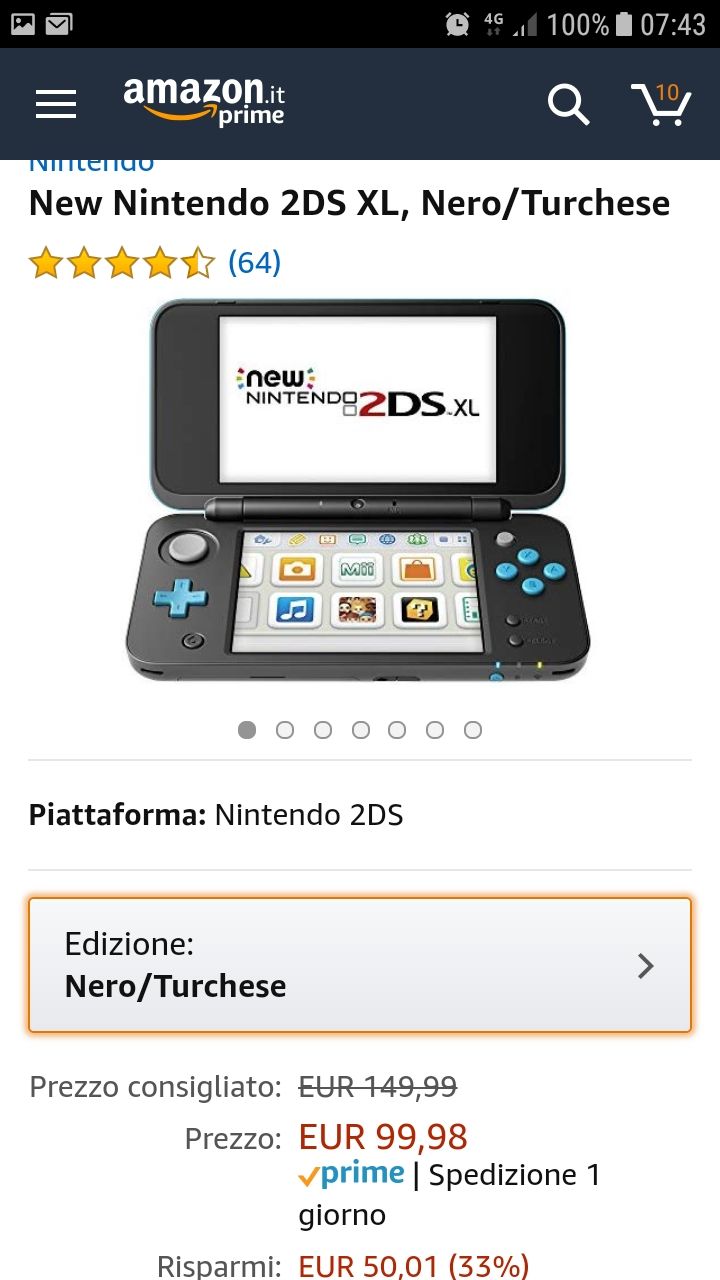 4G 100% 07:43
amazon.it
prime
10
Nintendo
New Nintendo 2DS XL, Nero/Turchese
(64)
new
NINTENDO 2DS XL
Mii
Piattaforma: Nintendo 2DS
Edizione:
Nero/Turchese
Prezzo consigliato: EUR 149,99
Prezzo: EUR 99,98
prime | Spedizione 1
giorno
Risparmi: EUR 50,01 (33%)